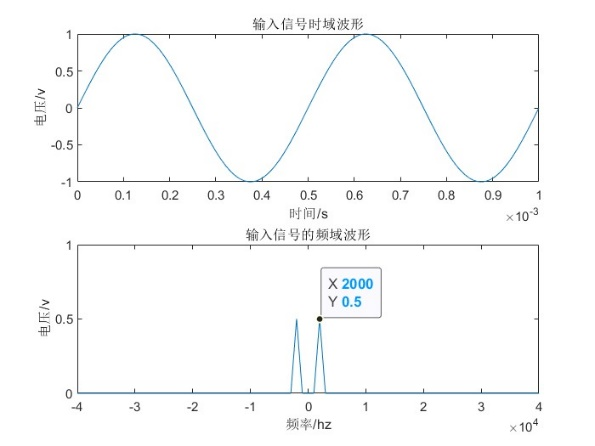 输入信号时域波形
1
0.5
0
-0.5
-1
电压/v
0 0.1 0.2 0.3 0.4 0.5 0.6 0.7 0.8 0.9 1
时间/s
×10⁻³
输入信号的频域波形
1
0.5
0
电压/v
X 2000
Y 0.5
-4 -3 -2 -1 0 1 2 3 4
频率/hz
×10⁴